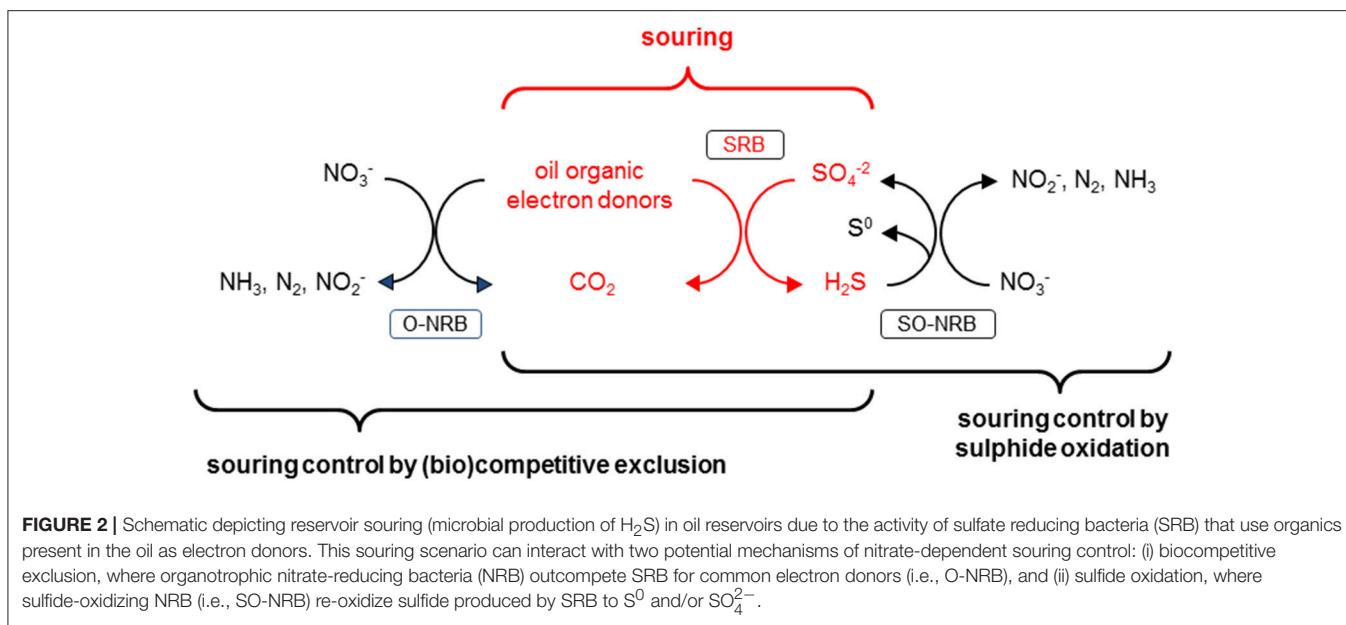 souring
SRB
NO₃⁻
oil organic
electron donors
SO₄⁻²
NO₂⁻, N₂, NH₃
S⁰
NH₃, N₂, NO₂⁻
CO₂
H₂S
NO₃⁻
O-NRB
SO-NRB
souring control by
sulphide oxidation
souring control by (bio)competitive exclusion
FIGURE 2 | Schematic depicting reservoir souring (microbial production of H₂S) in oil reservoirs due to the activity of sulfate reducing bacteria (SRB) that use organics
present in the oil as electron donors. This souring scenario can interact with two potential mechanisms of nitrate-dependent souring control: (i) biocompetitive
exclusion, where organotrophic nitrate-reducing bacteria (NRB) outcompete SRB for common electron donors (i.e., O-NRB), and (ii) sulfide oxidation, where
sulfide-oxidizing NRB (i.e., SO-NRB) re-oxidize sulfide produced by SRB to S⁰ and/or SO₄²⁻.